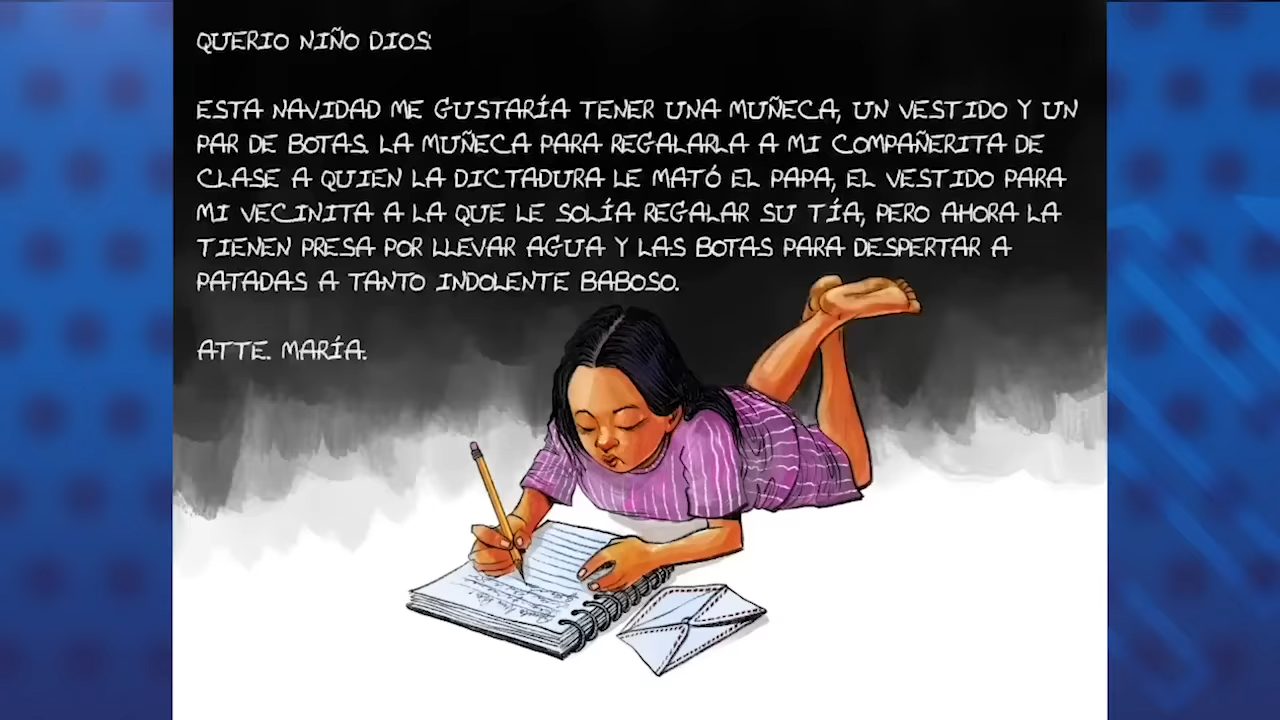 QUERIO NIÑO DIOS:
ESTA NAVIDAD ME GUSTARÍA TENER UNA MUÑECA, UN VESTIDO Y UN
PAR DE BOTAS. LA MUÑECA PARA REGALARLA A MI COMPAÑERITA DE
CLASE A QUIEN LA DICTADURA LE MATÓ EL PAPA, EL VESTIDO PARA
MI VECINITA A LA QUE LE SOLÍA REGALAR SU TÍA, PERO AHORA LA
TIENEN PRESA POR LLEVAR AGUA Y LAS BOTAS PARA DESPERTAR A
PATADAS A TANTO INDOLENTE BABOSO.
ATTE. MARÍA.